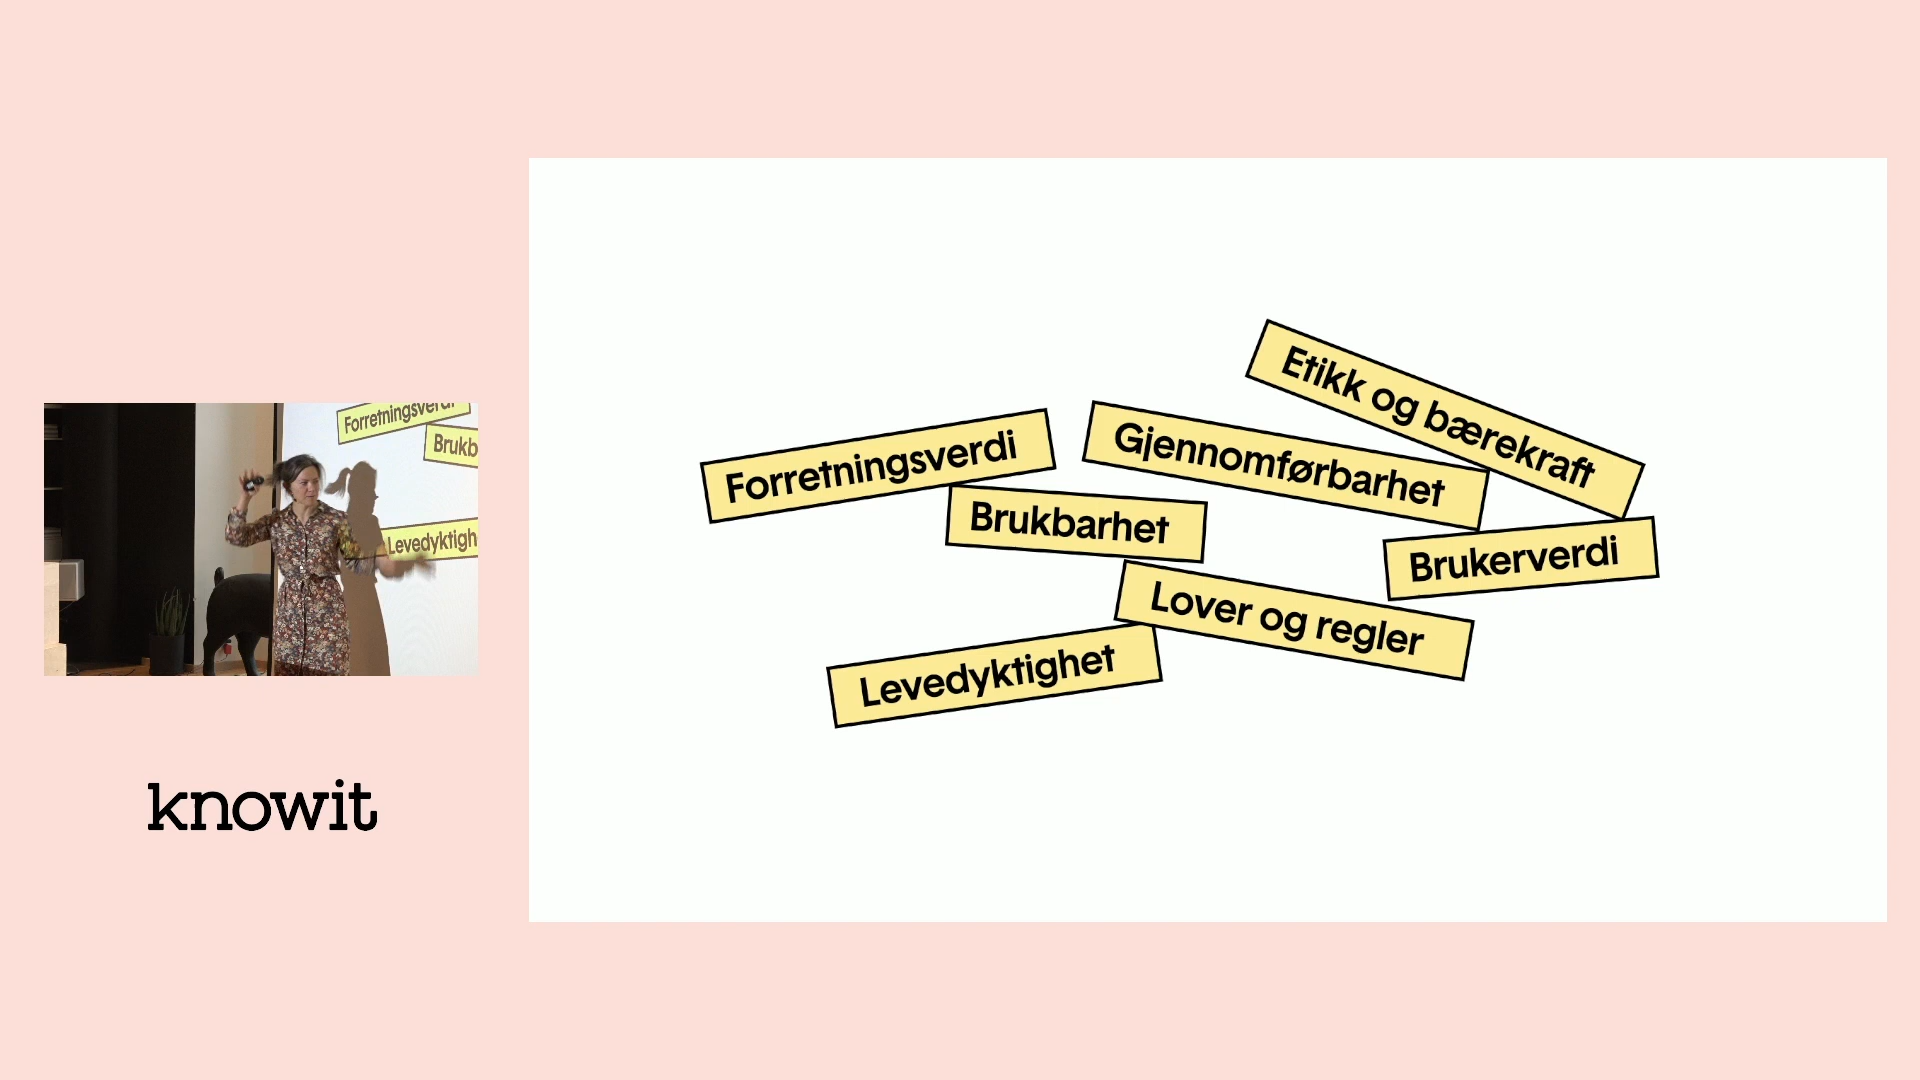 Etikk og bærekraft
Forretningsverdi
Gjennomførbarhet
Brukbarhet
Brukerverdi
Lover og regler
Levedyktighet
Forretningsverdi
Brukb
Levedyktigh
knowit